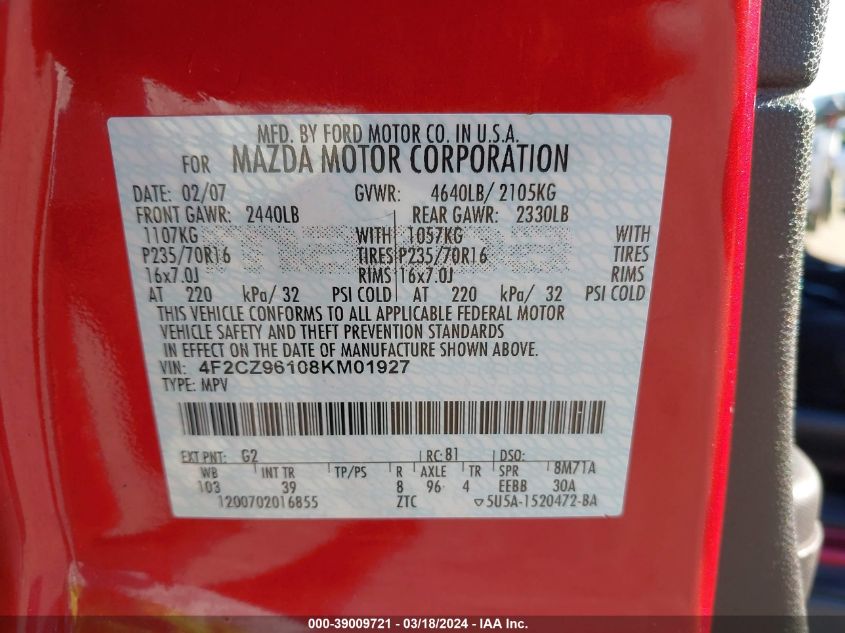 MFD. BY FORD MOTOR CO. IN U.S.A.
FOR MAZDA MOTOR CORPORATION
DATE: 02/07 GVWR: 4640LB/ 2105KG
FRONT GAWR: 2440LB REAR GAWR: 2330LB
1107KG WITH 1057KG WITH
P235/70R16 TIRES P235/70R16 TIRES
16x7.0J RIMS 16x7.0J RIMS
AT 220 kPa/ 32 PSI COLD AT 220 kPa/ 32 PSI COLD
THIS VEHICLE CONFORMS TO ALL APPLICABLE FEDERAL MOTOR
VEHICLE SAFETY AND THEFT PREVENTION STANDARDS
IN EFFECT ON THE DATE OF MANUFACTURE SHOWN ABOVE.
VIN: 4F2CZ96108KM01927
TYPE: MPV
EXT PNT: G2 RC: 81 DSO:
WB INT TR TP/PS R AXLE TR SPR 8M71A
103 39 8 96 4 EEBB 30A
1200702016855 ZTC 5U5A-1520472-BA
000-39009721 - 03/18/2024 - IAA Inc.